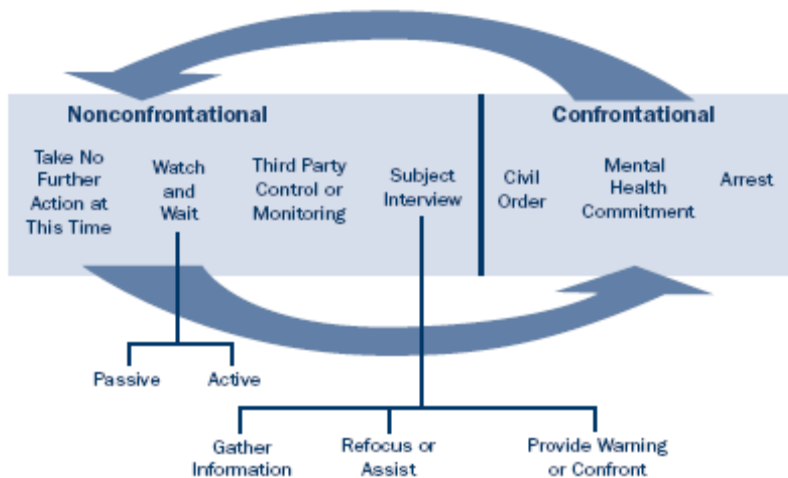 Nonconfrontational
Confrontational
Take No
Further
Action at
This Time
Watch
and
Wait
Third Party
Control or
Monitoring
Subject
Interview
Civil
Order
Mental
Health
Commitment
Arrest
Passive
Active
Gather
Information
Refocus or
Assist
Provide Warning
or Confront